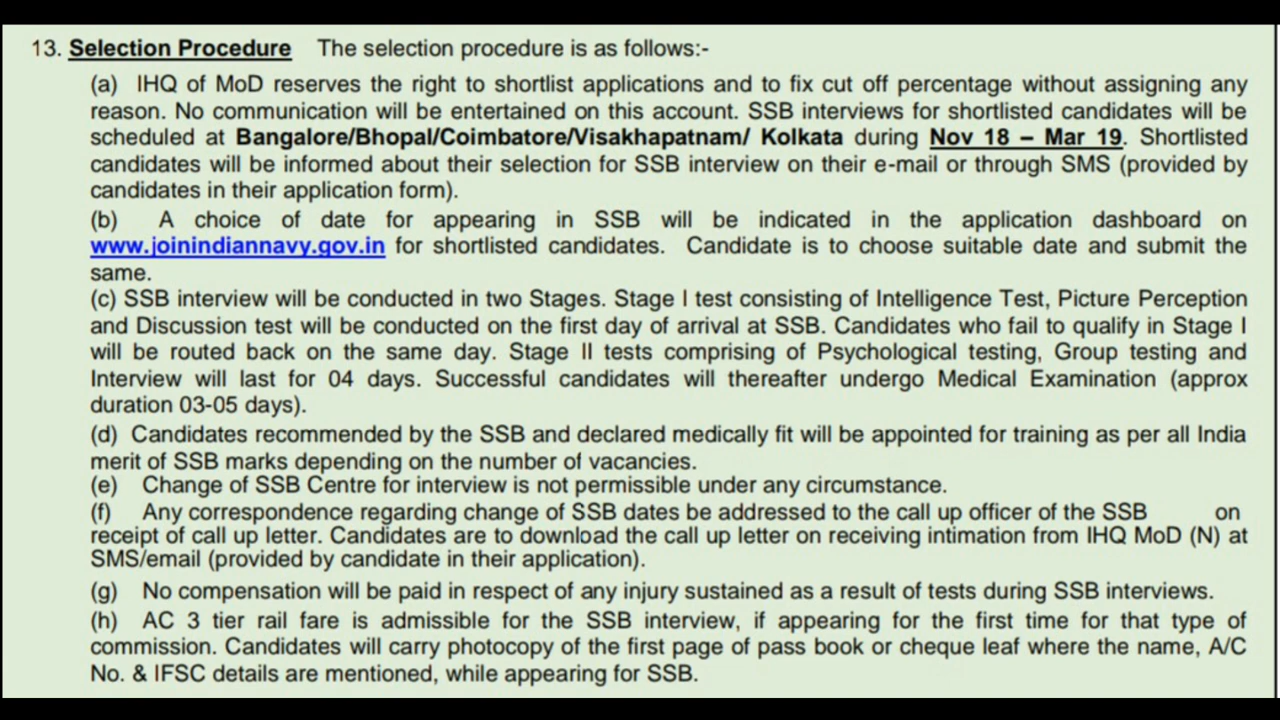 13. Selection Procedure The selection procedure is as follows:-
(a) IHQ of MoD reserves the right to shortlist applications and to fix cut off percentage without assigning any
reason. No communication will be entertained on this account. SSB interviews for shortlisted candidates will be
scheduled at Bangalore/Bhopal/Coimbatore/Visakhapatnam/ Kolkata during Nov 18 – Mar 19. Shortlisted
candidates will be informed about their selection for SSB interview on their e-mail or through SMS (provided by
candidates in their application form).
(b) A choice of date for appearing in SSB will be indicated in the application dashboard on
www.joinindiannavy.gov.in for shortlisted candidates. Candidate is to choose suitable date and submit the
same.
(c) SSB interview will be conducted in two Stages. Stage I test consisting of Intelligence Test, Picture Perception
and Discussion test will be conducted on the first day of arrival at SSB. Candidates who fail to qualify in Stage I
will be routed back on the same day. Stage II tests comprising of Psychological testing, Group testing and
Interview will last for 04 days. Successful candidates will thereafter undergo Medical Examination (approx
duration 03-05 days).
(d) Candidates recommended by the SSB and declared medically fit will be appointed for training as per all India
merit of SSB marks depending on the number of vacancies.
(e) Change of SSB Centre for interview is not permissible under any circumstance.
(f) Any correspondence regarding change of SSB dates be addressed to the call up officer of the SSB on
receipt of call up letter. Candidates are to download the call up letter on receiving intimation from IHQ MoD (N) at
SMS/email (provided by candidate in their application).
(g) No compensation will be paid in respect of any injury sustained as a result of tests during SSB interviews.
(h) AC 3 tier rail fare is admissible for the SSB interview, if appearing for the first time for that type of
commission. Candidates will carry photocopy of the first page of pass book or cheque leaf where the name, A/C
No. & IFSC details are mentioned, while appearing for SSB.